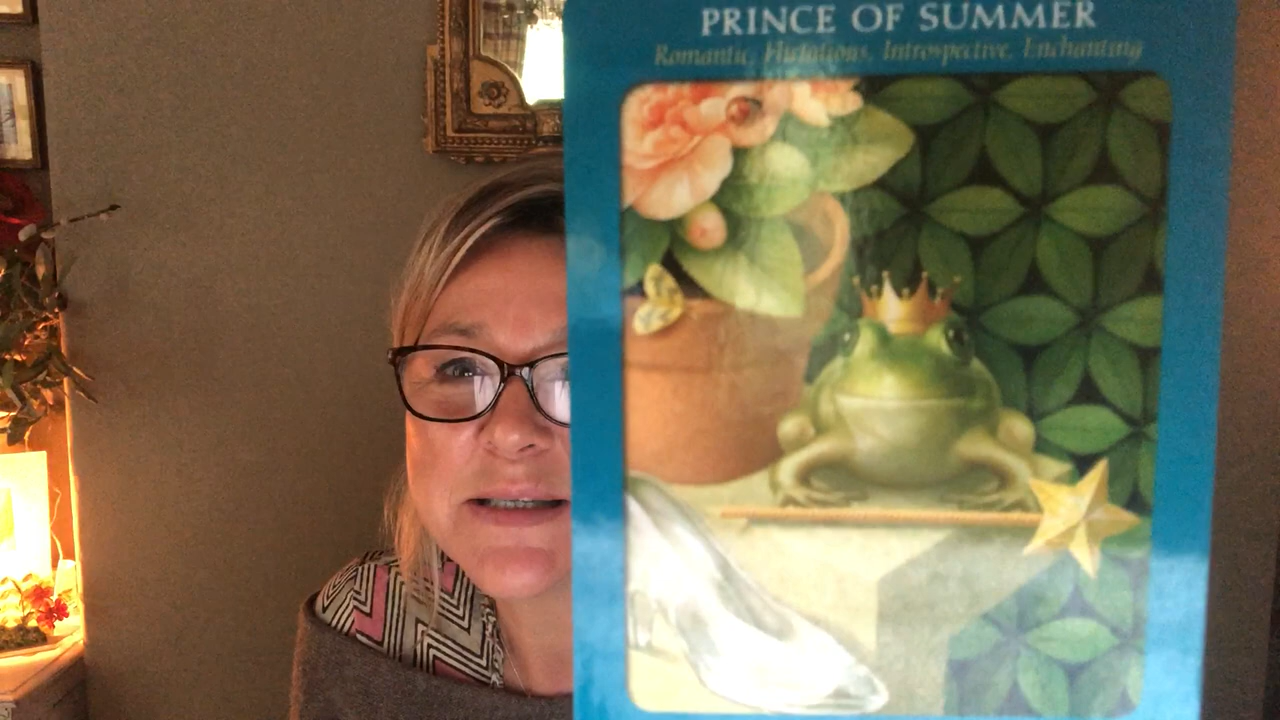 PRINCE OF SUMMER
Romantic, Flirtatious, Introspective, Enchanting